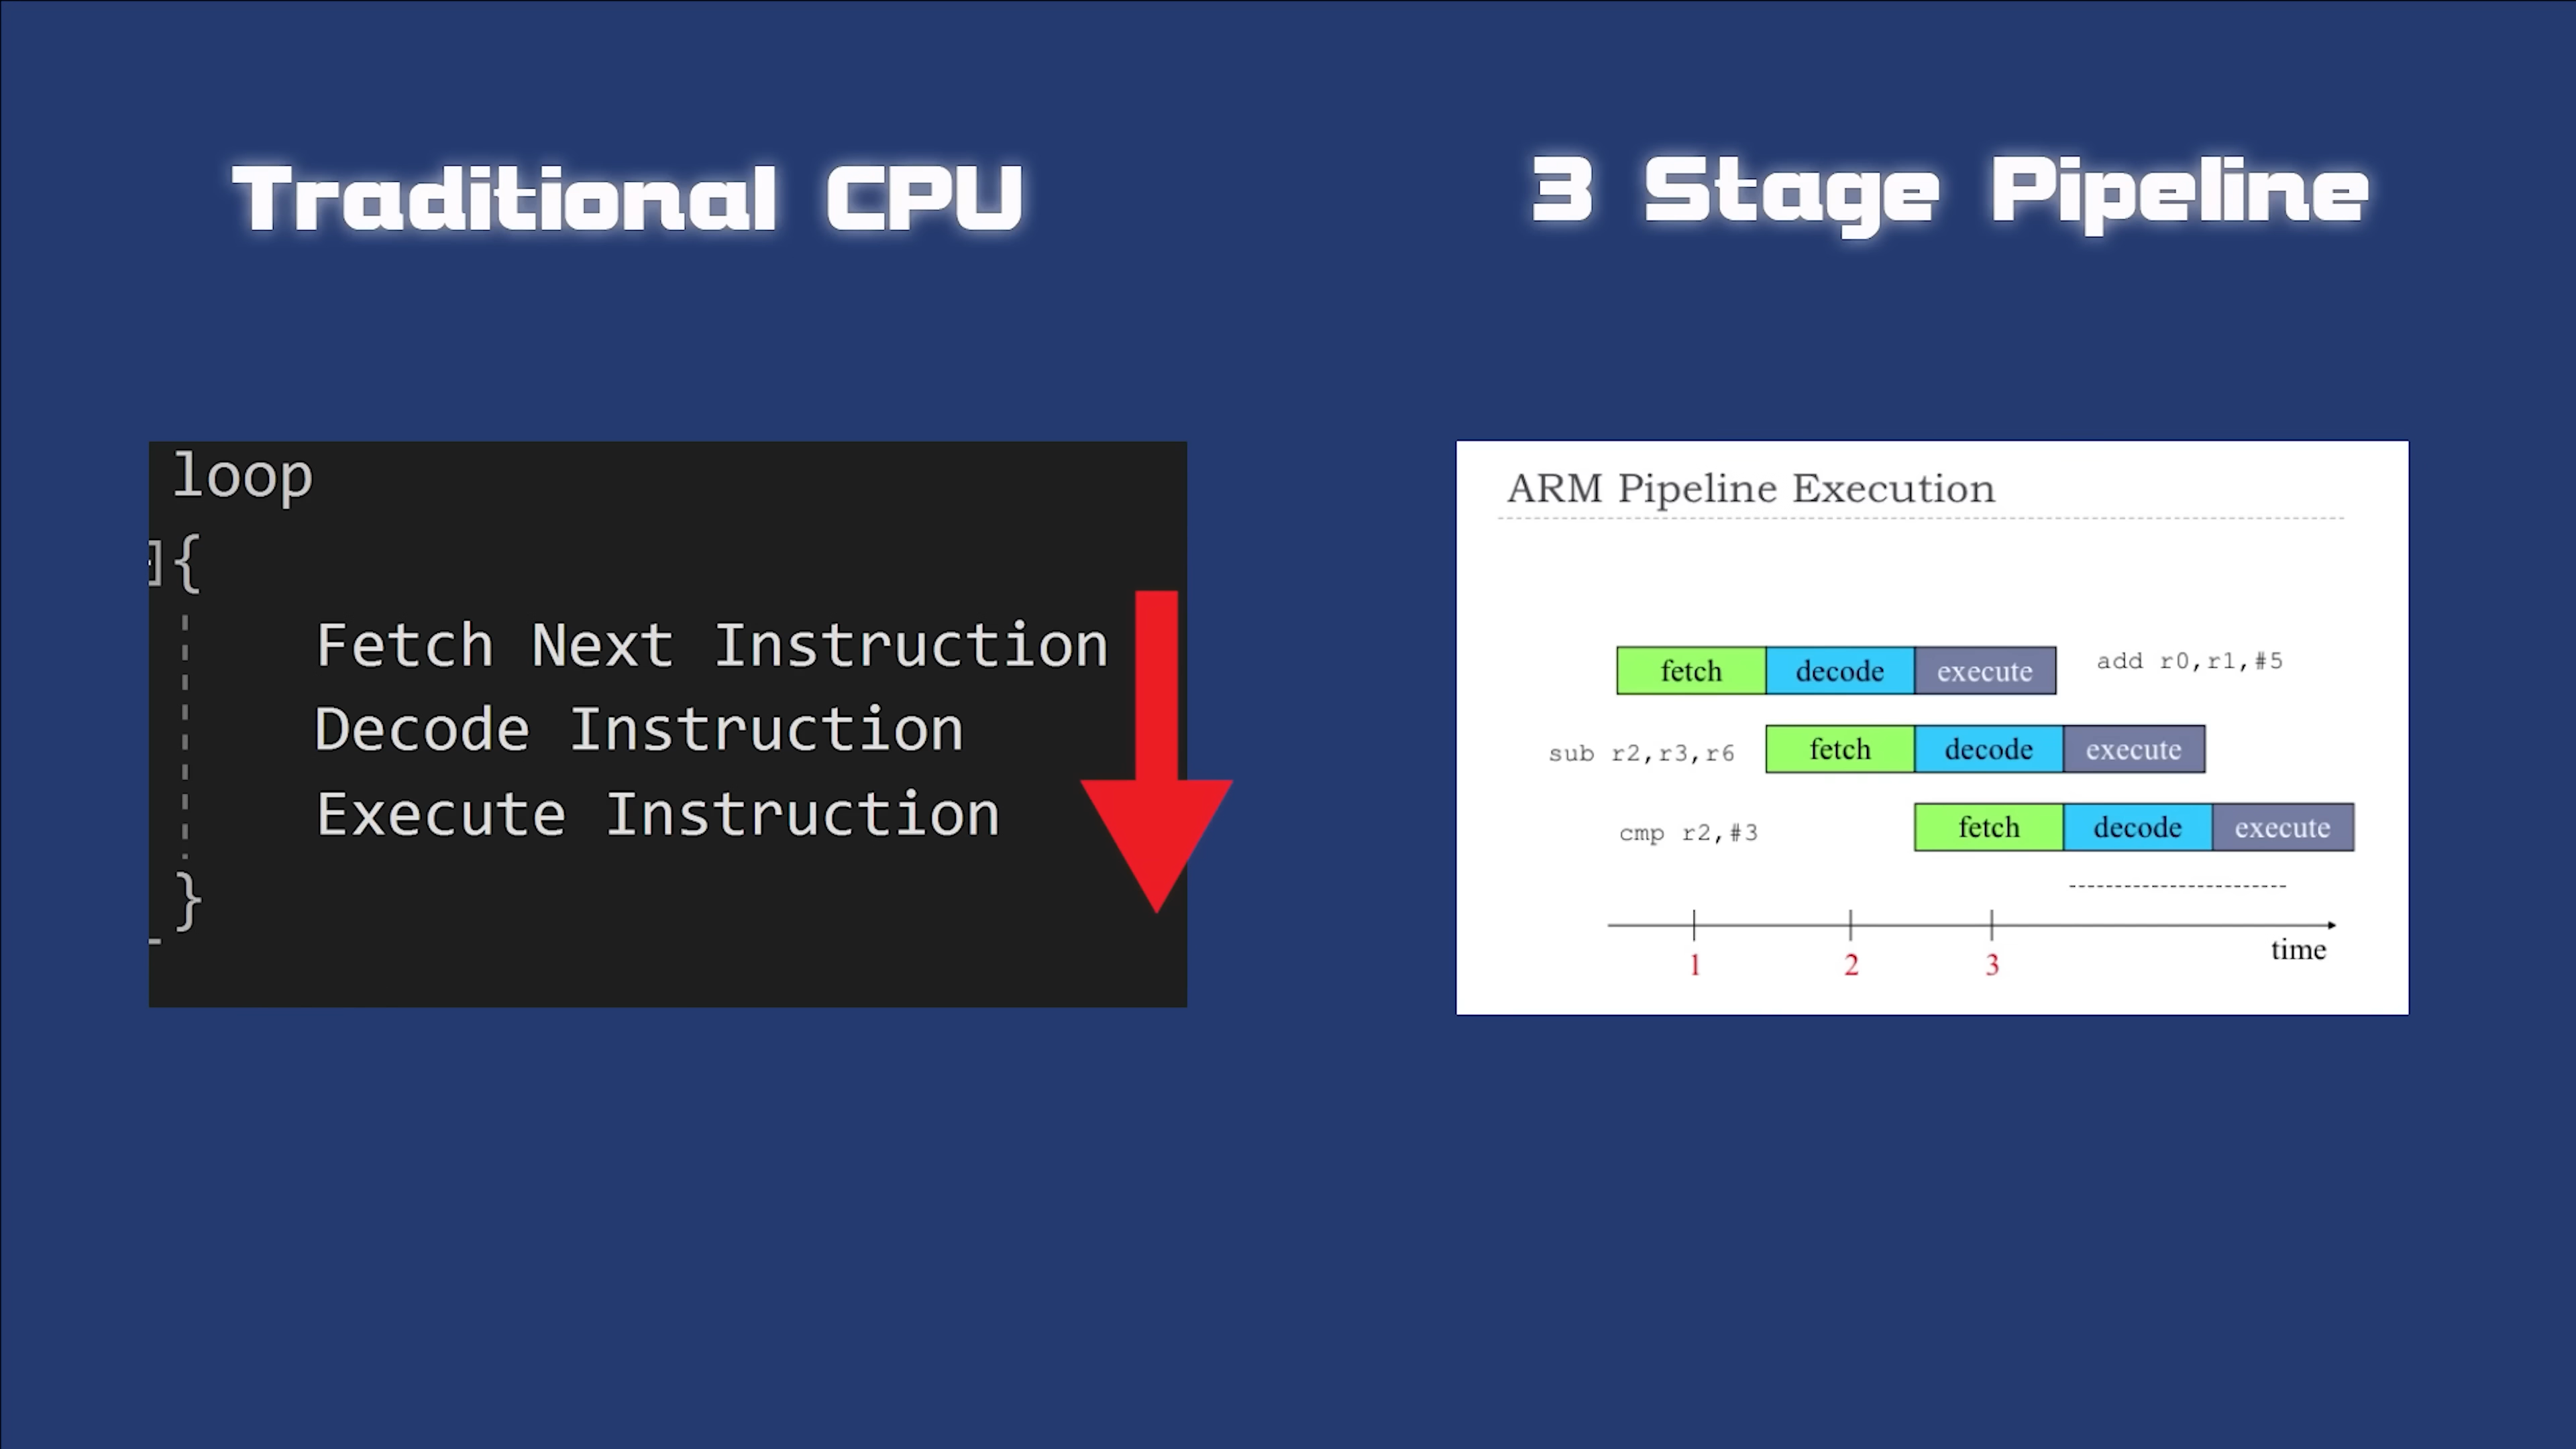 Traditional CPU
3 Stage Pipeline
loop
{
Fetch Next Instruction
Decode Instruction
Execute Instruction
}
ARM Pipeline Execution
fetch decode execute add r0,r1,#5
sub r2,r3,r6 fetch decode execute
cmp r2,#3 fetch decode execute
time
1 2 3